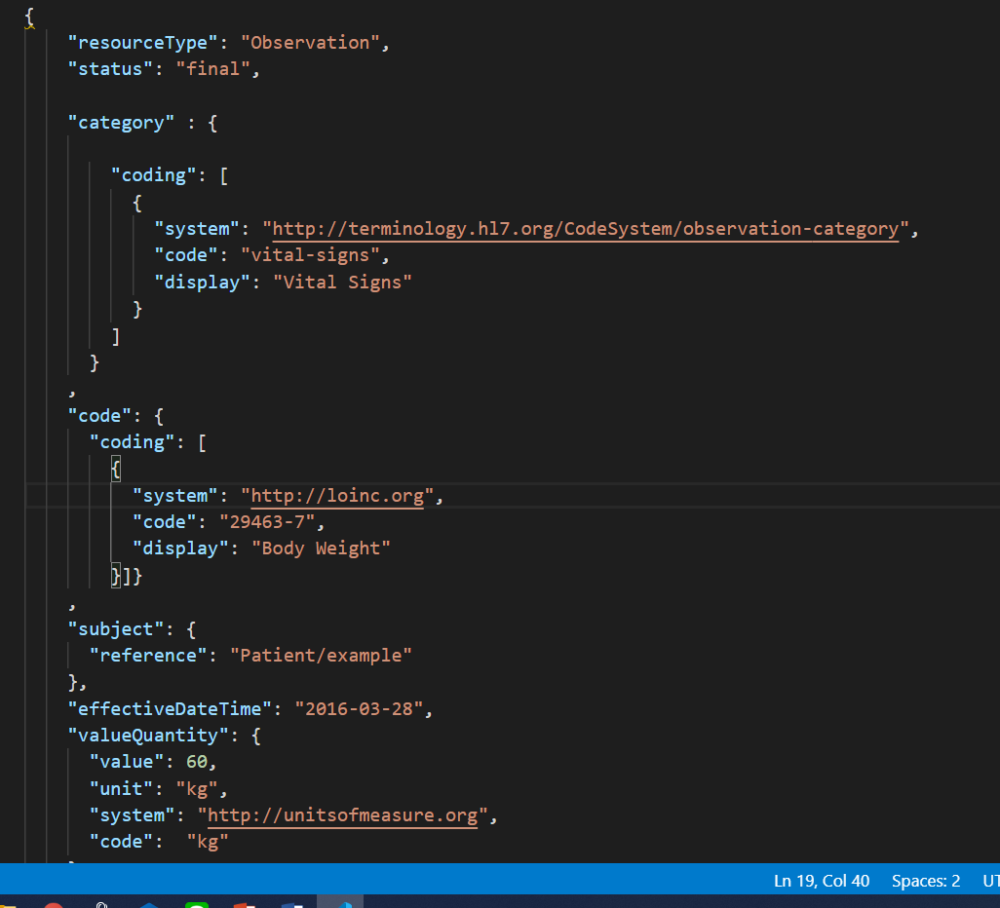 {
"resourceType": "Observation",
"status": "final",
"category" : {
"coding": [
{
"system": "http://terminology.hl7.org/CodeSystem/observation-category",
"code": "vital-signs",
"display": "Vital Signs"
}
]
}
,
"code": {
"coding": [
{
"system": "http://loinc.org",
"code": "29463-7",
"display": "Body Weight"
}]}
,
"subject": {
"reference": "Patient/example"
},
"effectiveDateTime": "2016-03-28",
"valueQuantity": {
"value": 60,
"unit": "kg",
"system": "http://unitsofmeasure.org",
"code":  "kg"
Ln 19, Col 40 Spaces: 2 UT